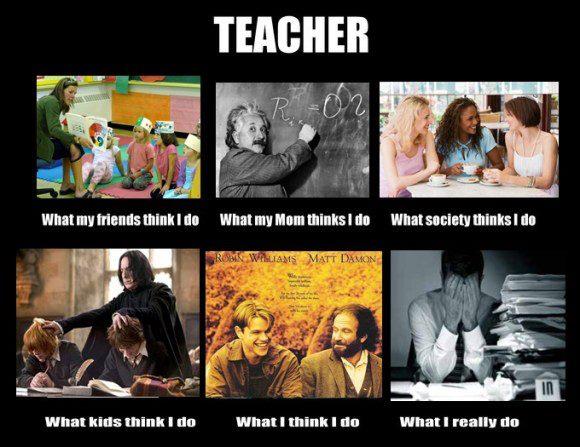 TEACHER
R = 0
What my friends think I do
What my Mom thinks I do
What society thinks I do
ROBIN WILLIAMS MATT DAMON
What kids think I do
What I think I do
What I really do
IN